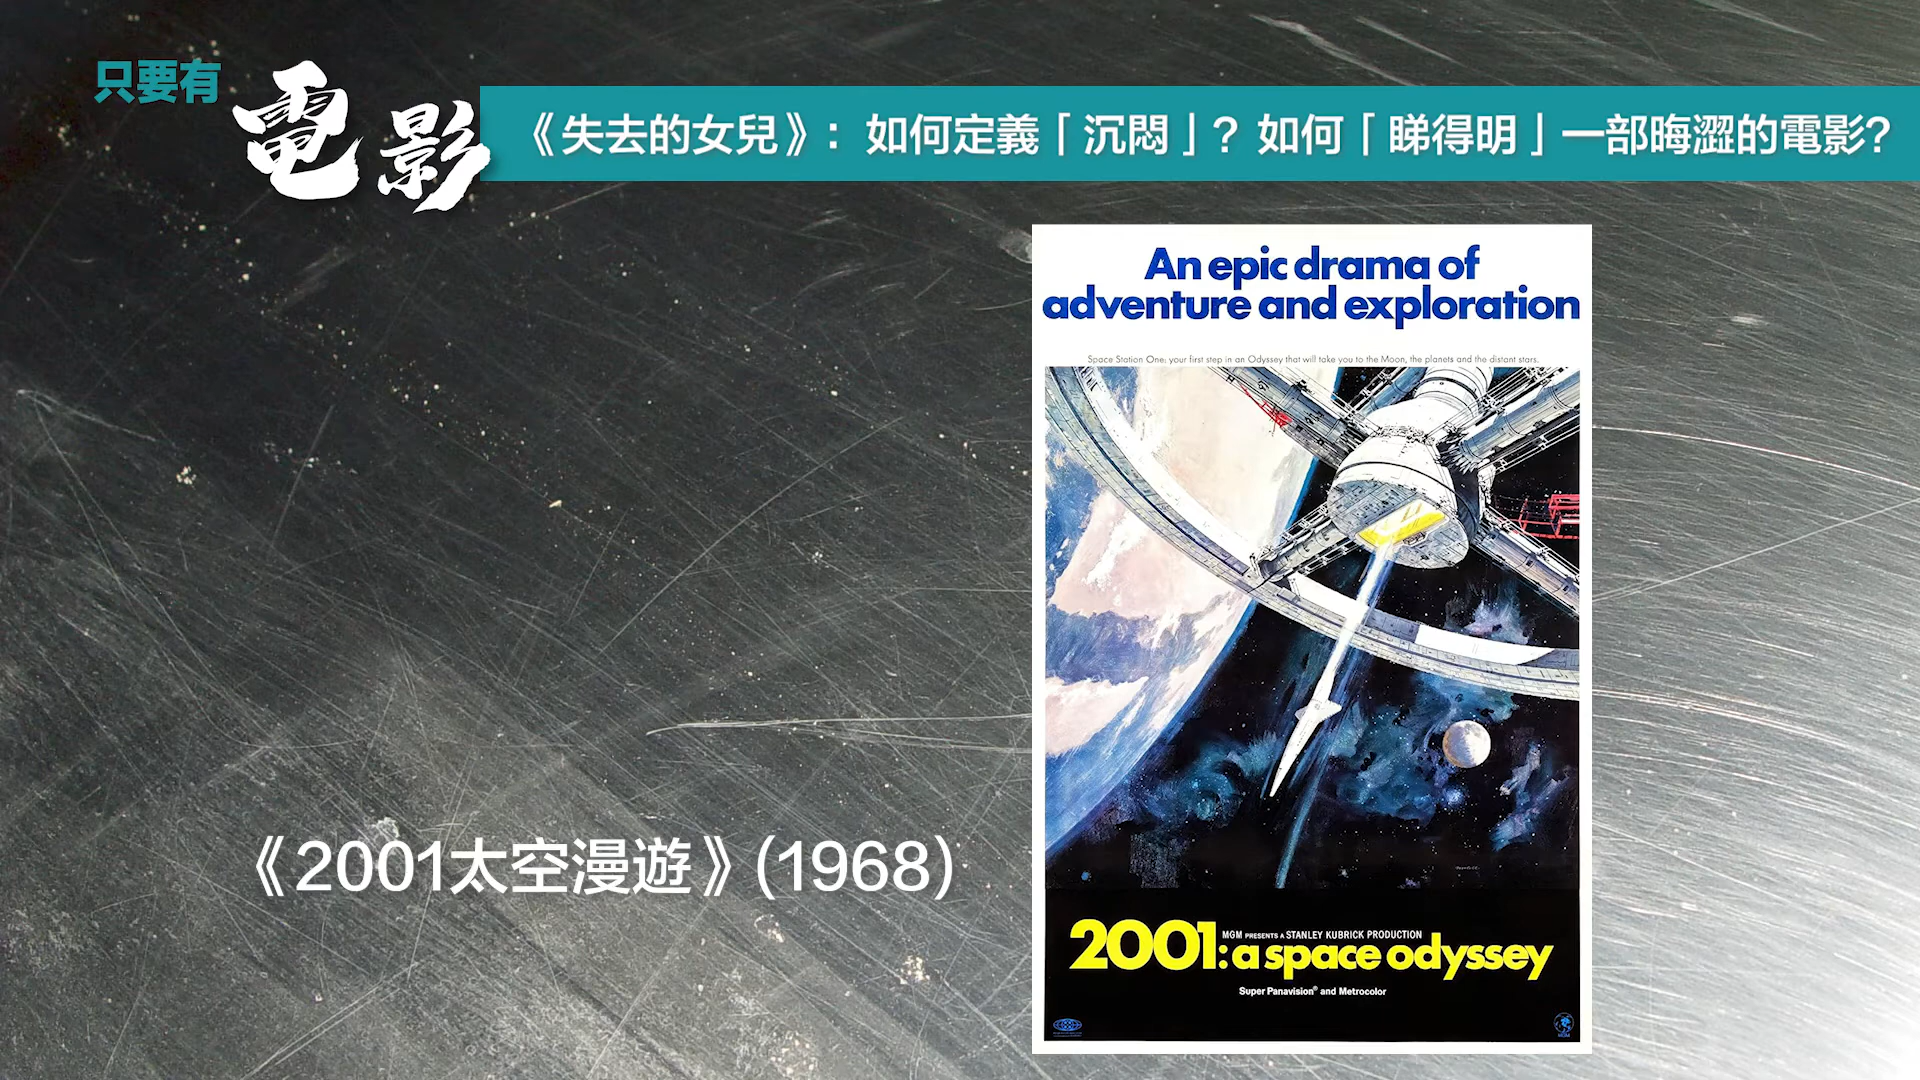 只要有
電影
《失去的女兒》：如何定義「沉悶」？如何「睇得明」一部晦澀的電影？
An epic drama of
adventure and exploration
Space Station One: your first step in an Odyssey that will take you to the Moon, the planets and the distant stars.
《2001太空漫遊》(1968)
MGM PRESENTS A STANLEY KUBRICK PRODUCTION
2001: a space odyssey
Super Panavision® and Metrocolor